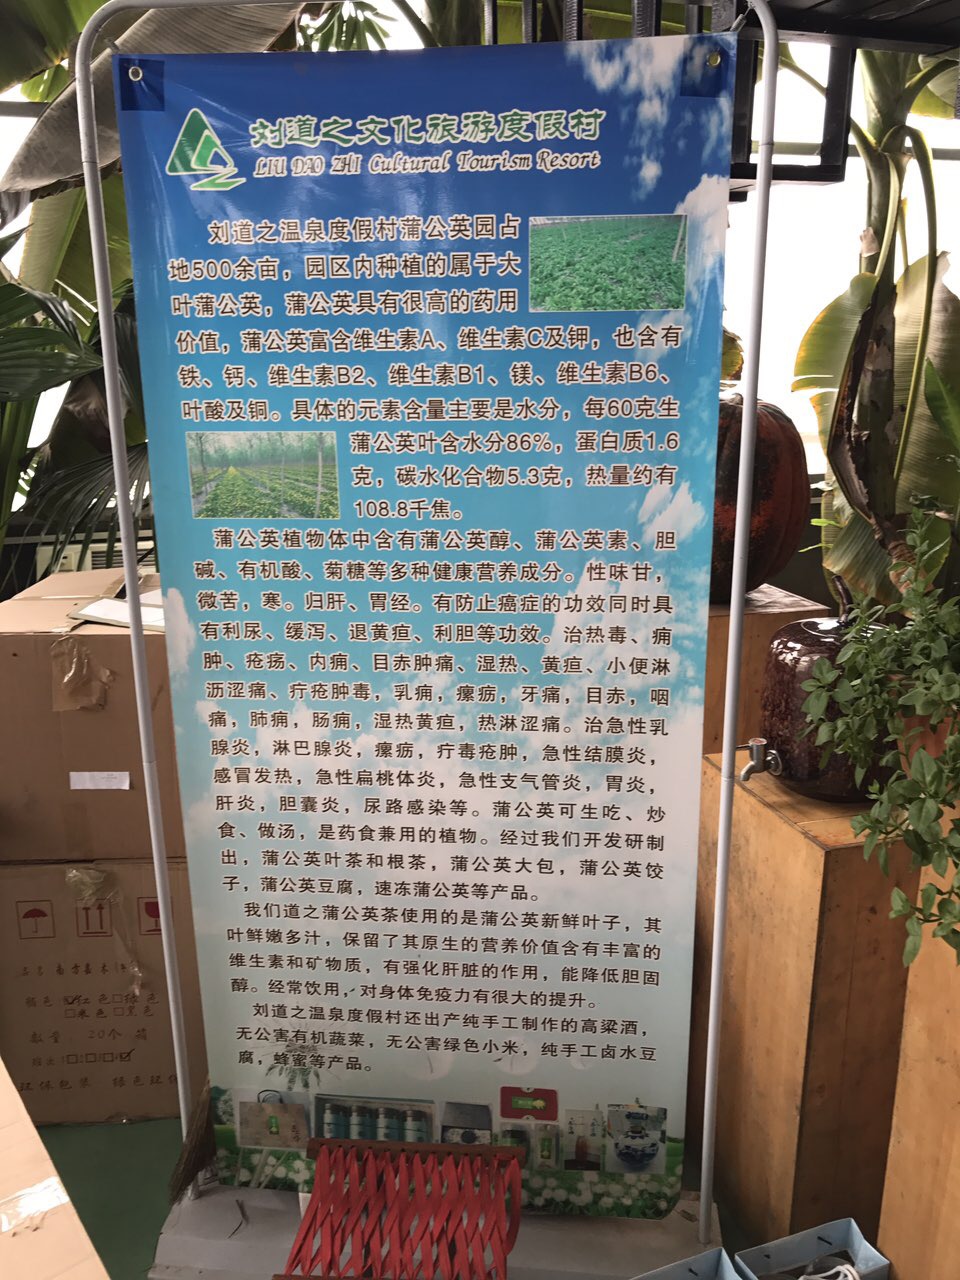 刘道之文化旅游度假村
LIU DAO ZHI Cultural Tourism Resort
刘道之温泉度假村蒲公英园占
地500余亩，园区内种植的属于大
叶蒲公英，蒲公英具有很高的药用
价值，蒲公英富含维生素A、维生素C及钾，也含有
铁、钙、维生素B2、维生素B1、镁、维生素B6、
叶酸及铜。具体的元素含量主要是水分，每60克生
蒲公英叶含水分86%，蛋白质1.6
克，碳水化合物5.3克，热量约有
108.8千焦。
蒲公英植物体中含有蒲公英醇、蒲公英素、胆
碱、有机酸、菊糖等多种健康营养成分。性味甘，
微苦，寒。归肝、胃经。有防止癌症的功效同时具
有利尿、缓泻、退黄疸、利胆等功效。治热毒、痈
肿、疮疡、内痈、目赤肿痛、湿热、黄疸、小便淋
沥涩痛、疔疮肿毒，乳痈，瘰疬，牙痛，目赤，咽
痛，肺痈，肠痈，湿热黄疸，热淋涩痛。治急性乳
腺炎，淋巴腺炎，瘰疬，疔毒疮肿，急性结膜炎，
感冒发热，急性扁桃体炎，急性支气管炎，胃炎，
肝炎，胆囊炎，尿路感染等。蒲公英可生吃、炒
食、做汤，是药食兼用的植物。经过我们开发研制
出，蒲公英叶茶和根茶，蒲公英大包，蒲公英饺
子，蒲公英豆腐，速冻蒲公英等产品。
我们道之蒲公英茶使用的是蒲公英新鲜叶子，其
叶鲜嫩多汁，保留了其原生的营养价值含有丰富的
维生素和矿物质，有强化肝脏的作用，能降低胆固
醇。经常饮用，对身体免疫力有很大的提升。
刘道之温泉度假村还出产纯手工制作的高粱酒，
无公害有机蔬菜，无公害绿色小米，纯手工卤水豆
腐，蜂蜜等产品。
颜色 红色 绿色
米色 黑色
数量：20个 箱
环保包装 绿色环保